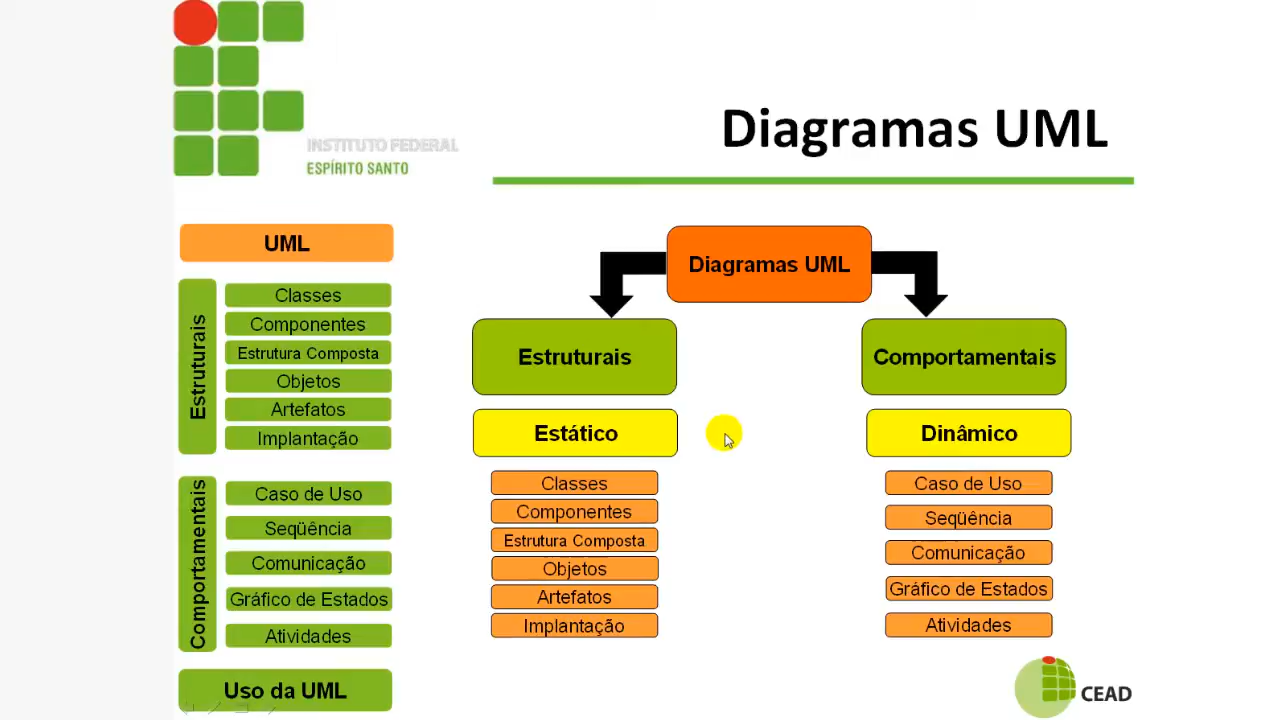 INSTITUTO FEDERAL
ESPÍRITO SANTO
Diagramas UML
UML
Estruturais
Classes
Componentes
Estrutura Composta
Objetos
Artefatos
Implantação
Comportamentais
Caso de Uso
Seqüência
Comunicação
Gráfico de Estados
Atividades
Uso da UML
Diagramas UML
Estruturais
Comportamentais
Estático
Dinâmico
Classes
Componentes
Estrutura Composta
Objetos
Artefatos
Implantação
Caso de Uso
Seqüência
Comunicação
Gráfico de Estados
Atividades
CEAD